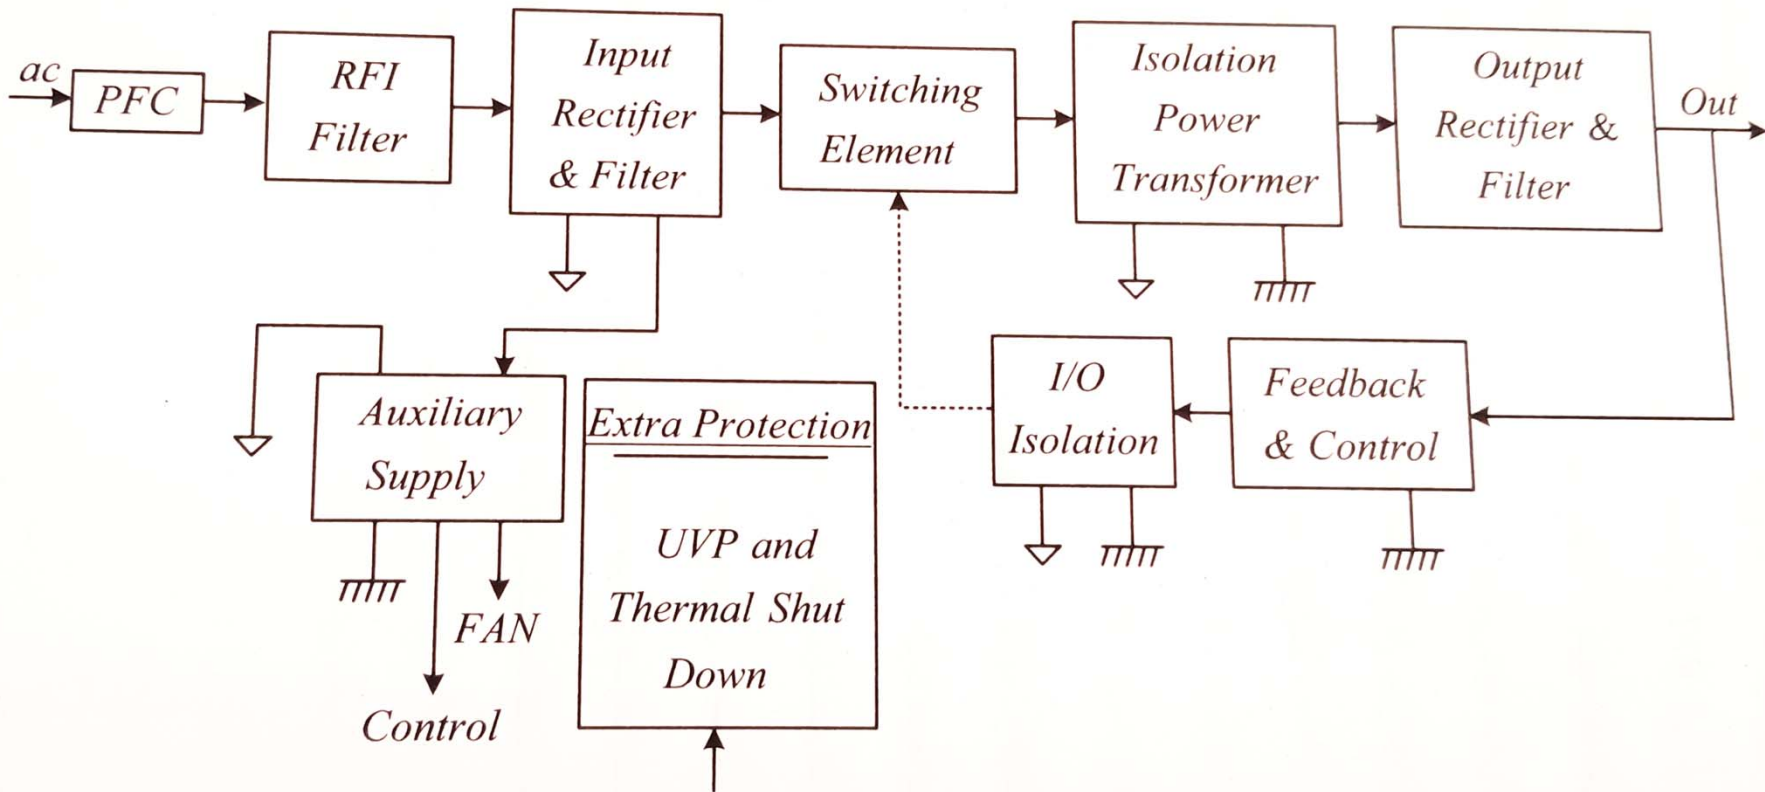 ac
PFC
RFI
Filter
Input
Rectifier
& Filter
Switching
Element
Isolation
Power
Transformer
Output
Rectifier &
Filter
Out
Auxiliary
Supply
FAN
Control
Extra Protection
UVP and
Thermal Shut
Down
I/O
Isolation
Feedback
& Control